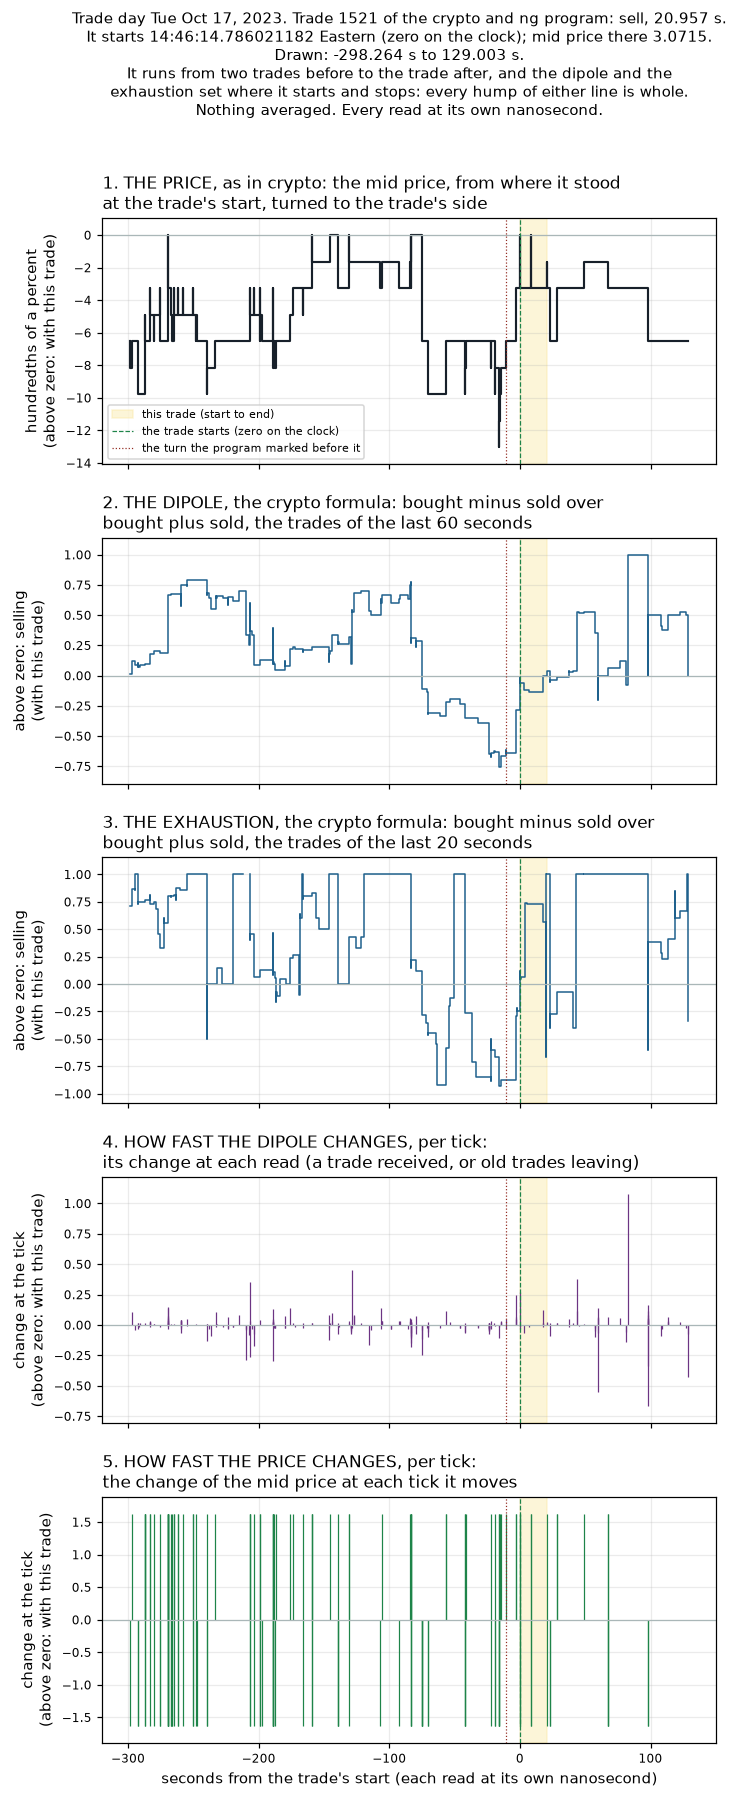 Trade day Tue Oct 17, 2023. Trade 1521 of the crypto and ng program: sell, 20.957 s.
It starts 14:46:14.786021182 Eastern (zero on the clock); mid price there 3.0715.
Drawn: -298.264 s to 129.003 s.
It runs from two trades before to the trade after, and the dipole and the
exhaustion set where it starts and stops: every hump of either line is whole.
Nothing averaged. Every read at its own nanosecond.
1. THE PRICE, as in crypto: the mid price, from where it stood
at the trade's start, turned to the trade's side
hundredths of a percent
(above zero: with this trade)
0
−2
−4
−6
−8
−10
−12
−14
this trade (start to end)
the trade starts (zero on the clock)
the turn the program marked before it
2. THE DIPOLE, the crypto formula: bought minus sold over
bought plus sold, the trades of the last 60 seconds
above zero: selling
(with this trade)
1.00
0.75
0.50
0.25
0.00
−0.25
−0.50
−0.75
3. THE EXHAUSTION, the crypto formula: bought minus sold over
bought plus sold, the trades of the last 20 seconds
above zero: selling
(with this trade)
1.00
0.75
0.50
0.25
0.00
−0.25
−0.50
−0.75
−1.00
4. HOW FAST THE DIPOLE CHANGES, per tick:
its change at each read (a trade received, or old trades leaving)
change at the tick
(above zero: with this trade)
1.00
0.75
0.50
0.25
0.00
−0.25
−0.50
−0.75
5. HOW FAST THE PRICE CHANGES, per tick:
the change of the mid price at each tick it moves
change at the tick
(above zero: with this trade)
1.5
1.0
0.5
0.0
−0.5
−1.0
−1.5
−300
−200
−100
0
100
seconds from the trade's start (each read at its own nanosecond)